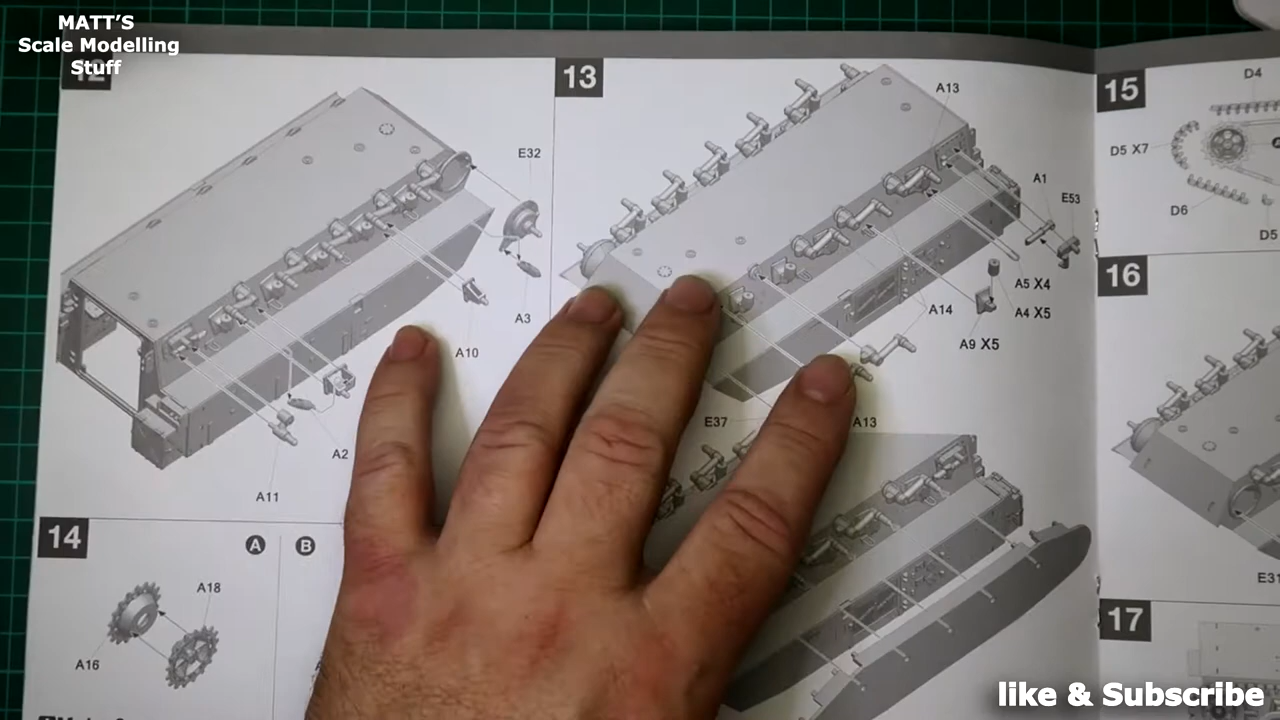 MATT'S
Scale Modelling
Stuff
12
E32
A3
A10
A2
A11
13
A13
A1
E53
A5 X4
A4 X5
A14
A9 X5
E37
A13
14
A
B
A18
A16
15
D4
D5 X7
D6
D5
16
E31
17
like & Subscribe